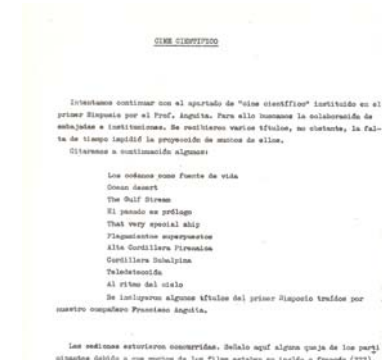 CINE CIENTIFICO
Intentamos continuar con el apartado de "cine científico" instituido en el
primer Simposio por el Prof. Anguita. Para ello buscamos la colaboración de
embajadas e instituciones. Se recibieron varios títulos, no obstante, la fal-
ta de tiempo impidió la proyección de muchos de ellos.
Citaremos a continuación algunos:
Los océanos como fuente de vida
Ocean desert
The Gulf Stream
El pasado es prólogo
That very special ship
Plegamientos superpuestos
Alta Cordillera Pirenaica
Cordillera Subalpina
Teledetección
Al ritmo del cielo
Se incluyeron algunos títulos del primer Simposio traídos por
nuestro compañero Francisco Anguita.
Las sesiones estuvieron concurridas. Señalo aquí alguna queja de los parti
cipantes debido a que muchos de los films estaban en inglés o francés (???)